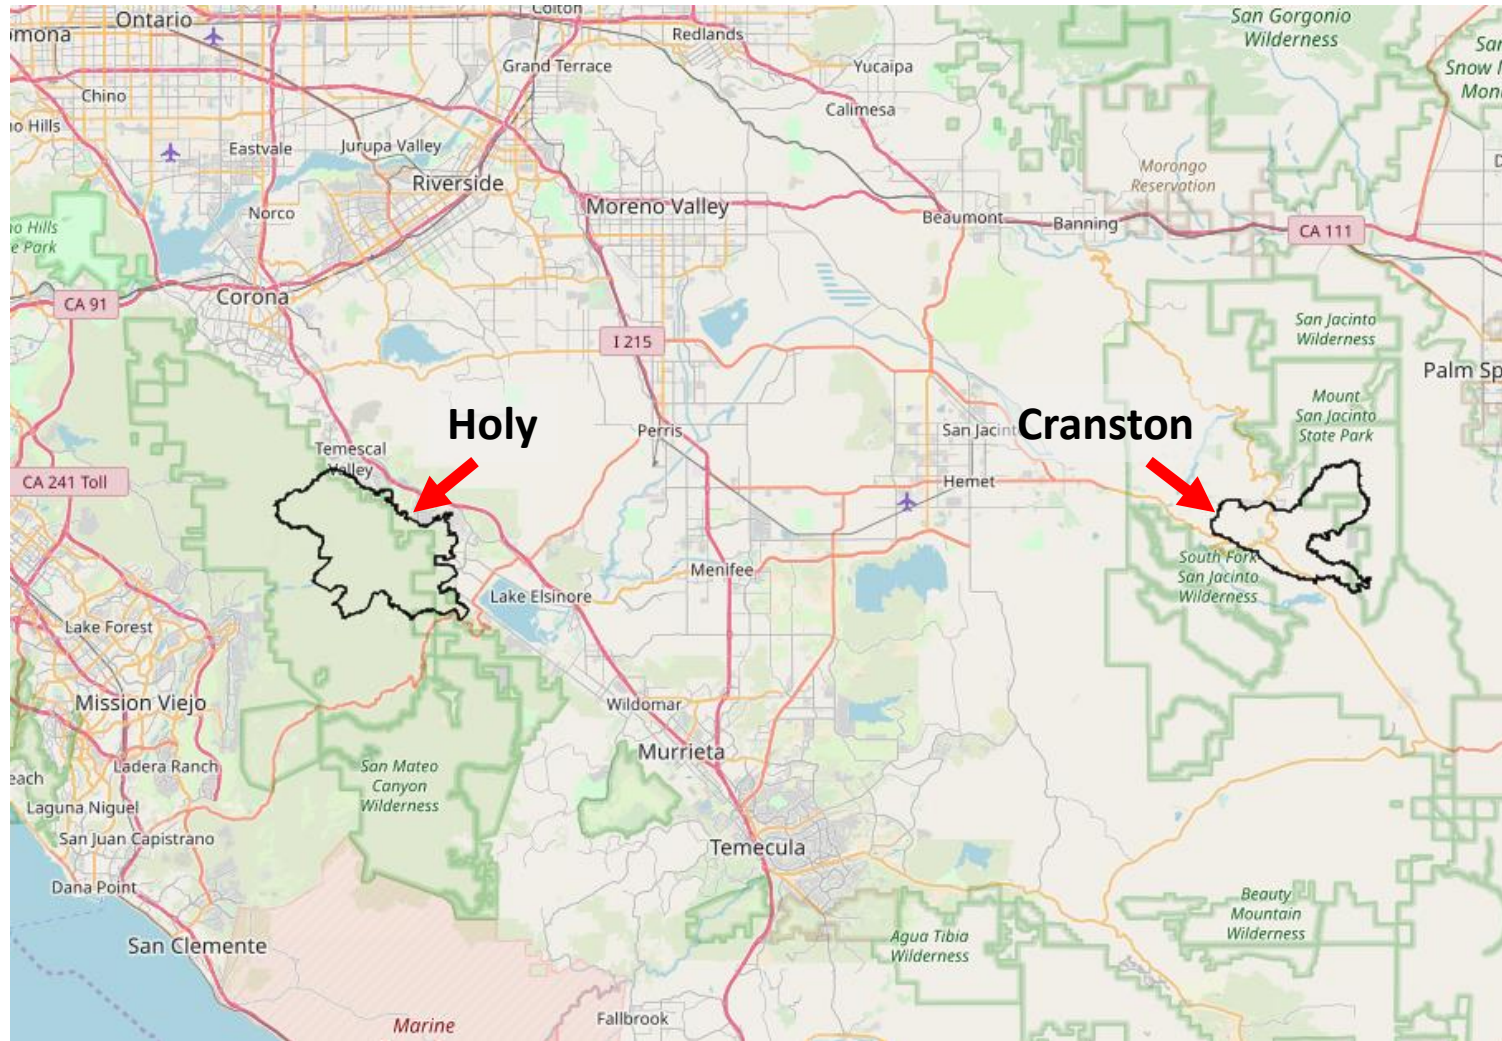 Ontario
Colton
Redlands
San Gorgonio
Wilderness
Grand Terrace
Yucaipa
Chino
Calimesa
Eastvale
Jurupa Valley
Riverside
Morongo
Reservation
Norco
Moreno Valley
Beaumont
Banning
CA 111
Corona
CA 91
I 215
San Jacinto
Wilderness
Palm Sp
Mount
San Jacinto
State Park
Holy
Perris
San Jacint
Cranston
Temescal
Valley
CA 241 Toll
Hemet
South Fork
San Jacinto
Wilderness
Menifee
Lake Elsinore
Lake Forest
Mission Viejo
Wildomar
Murrieta
Ladera Ranch
San Mateo
Canyon
Wilderness
Laguna Niguel
San Juan Capistrano
Temecula
Dana Point
Beauty
Mountain
Wilderness
San Clemente
Agua Tibia
Wilderness
Marine
Fallbrook